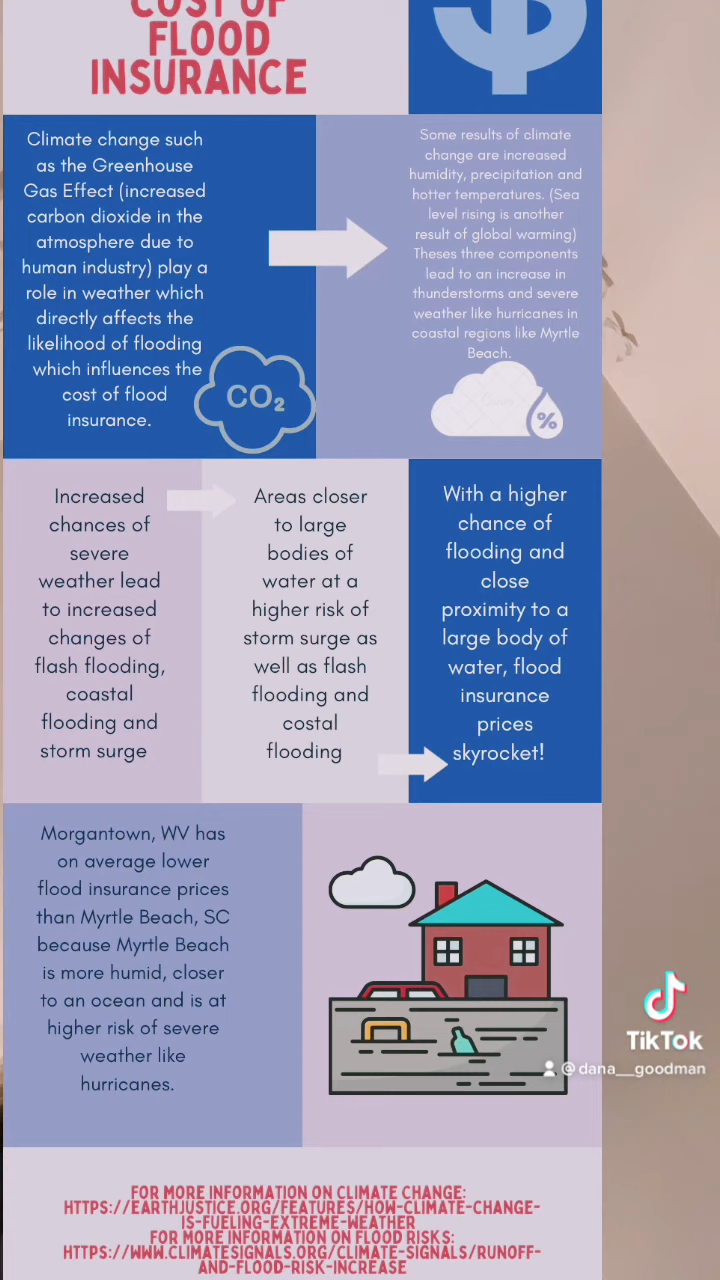 COST OF
FLOOD
INSURANCE
Climate change such
as the Greenhouse
Gas Effect (increased
carbon dioxide in the
atmosphere due to
human industry) play a
role in weather which
directly affects the
likelihood of flooding
which influences the
cost of flood
insurance.
CO₂
Some results of climate
change are increased
humidity, precipitation and
hotter temperatures. (Sea
level rising is another
result of global warming)
Theses three components
lead to an increase in
thunderstorms and severe
weather like hurricanes in
coastal regions like Myrtle
Beach.
%
Increased
chances of
severe
weather lead
to increased
changes of
flash flooding,
coastal
flooding and
storm surge
Areas closer
to large
bodies of
water at a
higher risk of
storm surge as
well as flash
flooding and
costal
flooding
With a higher
chance of
flooding and
close
proximity to a
large body of
water, flood
insurance
prices
skyrocket!
Morgantown, WV has
on average lower
flood insurance prices
than Myrtle Beach, SC
because Myrtle Beach
is more humid, closer
to an ocean and is at
higher risk of severe
weather like
hurricanes.
TikTok
@dana__goodman
FOR MORE INFORMATION ON CLIMATE CHANGE:
HTTPS://EARTHJUSTICE.ORG/FEATURES/HOW-CLIMATE-CHANGE-
IS-FUELING-EXTREME-WEATHER
FOR MORE INFORMATION ON FLOOD RISKS:
HTTPS://WWW.CLIMATESIGNALS.ORG/CLIMATE-SIGNALS/RUNOFF-
AND-FLOOD-RISK-INCREASE